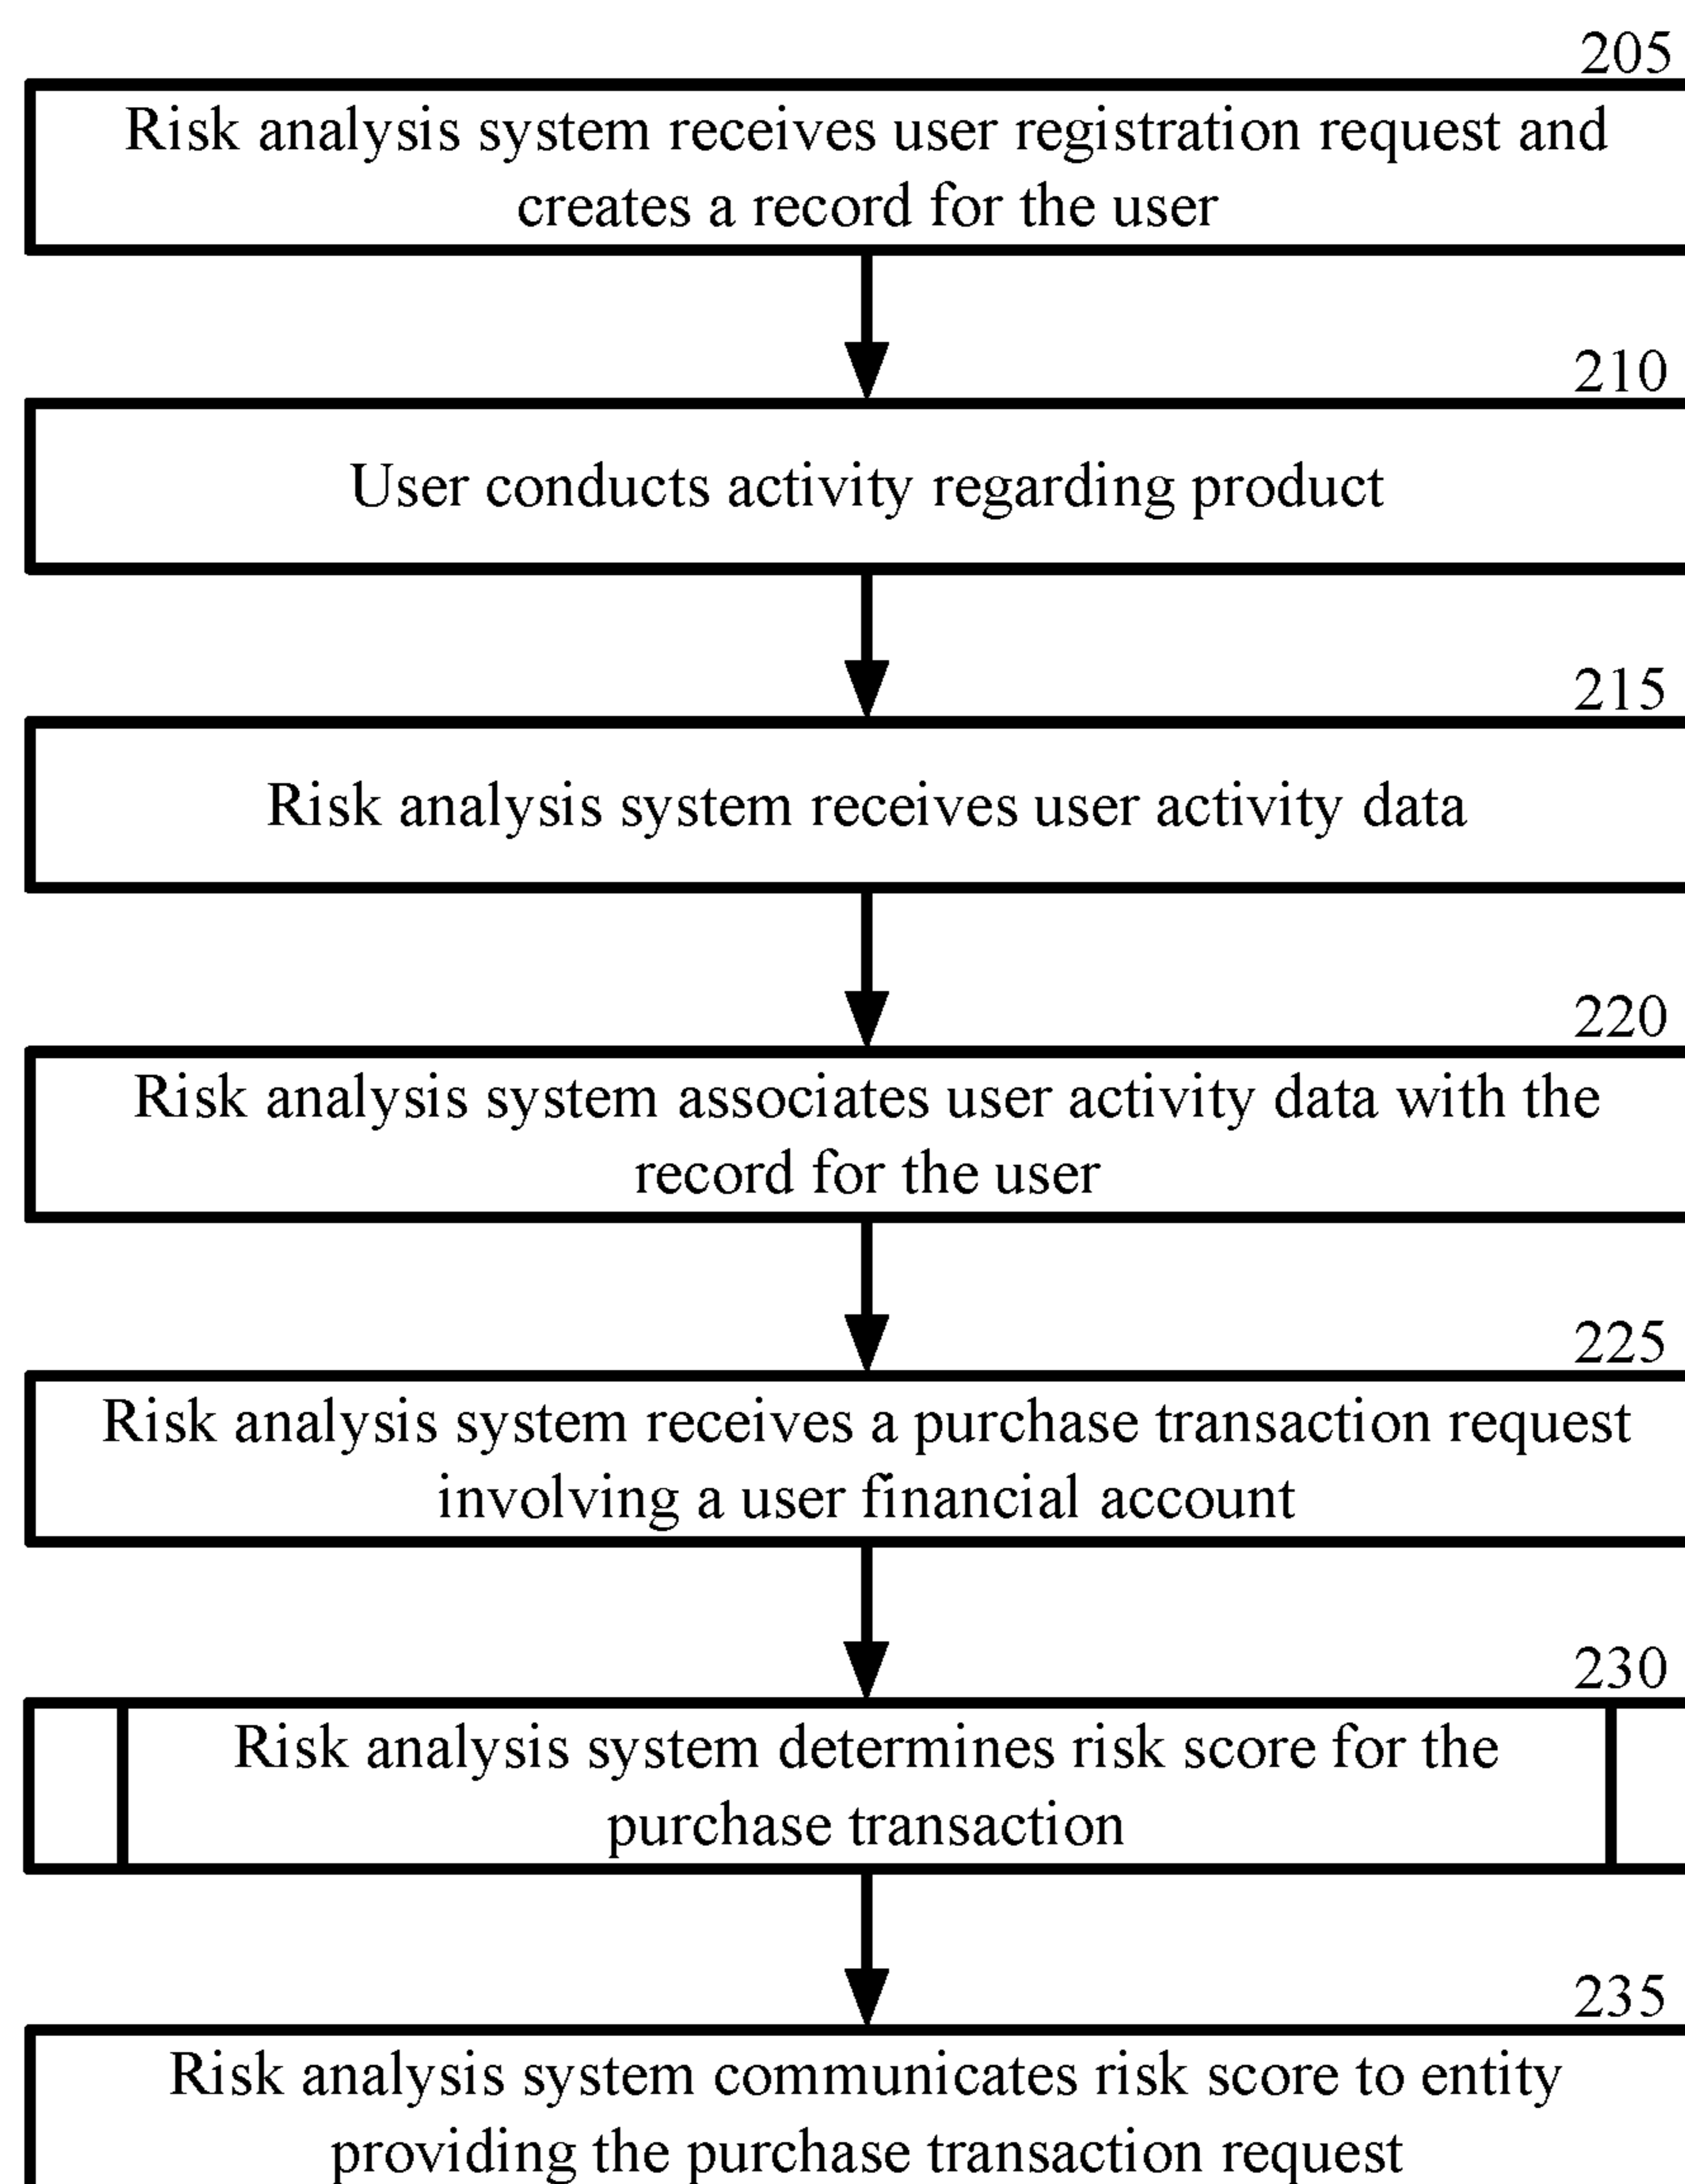 205
Risk analysis system receives user registration request and
creates a record for the user
210
User conducts activity regarding product
215
Risk analysis system receives user activity data
220
Risk analysis system associates user activity data with the
record for the user
225
Risk analysis system receives a purchase transaction request
involving a user financial account
230
Risk analysis system determines risk score for the
purchase transaction
235
Risk analysis system communicates risk score to entity
providing the purchase transaction request